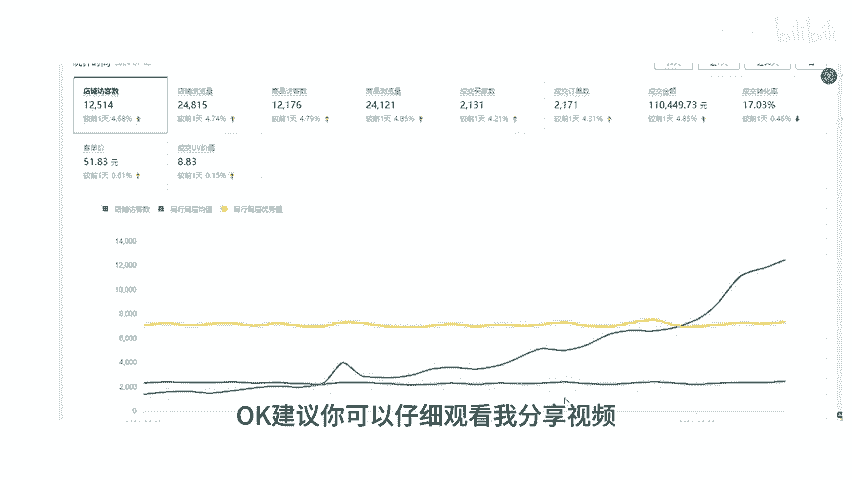 bilibili
店铺访客数 店铺浏览量 商品访客数 商品浏览量 成交买家数 成交订单数 成交金额 成交转化率
12,514 24,815 12,176 24,121 2,131 2,171 110,449.73 元 17.03%
较前1天 4.68% 较前1天 4.74% 较前1天 4.79% 较前1天 4.85% 较前1天 4.21% 较前1天 4.31% 较前1天 4.85% 较前1天 0.46%
客单价 成交UV价值
51.83 元 8.83
较前1天 0.61% 较前1天 0.15%
店铺访客数 同行同层均值 同行同层优秀值
14,000
12,000
10,000
8,000
6,000
4,000
2,000
0
OK建议你可以仔细观看我分享视频